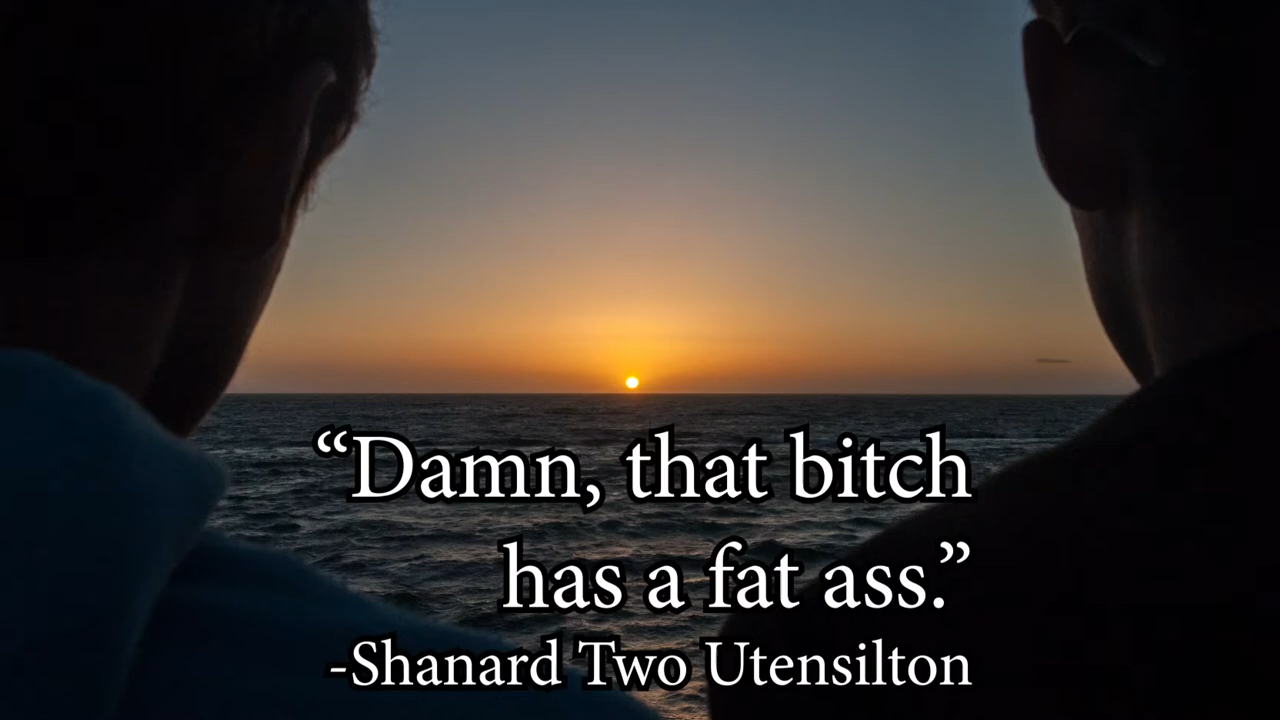 “Damn, that bitch
has a fat ass.”
-Shanard Two Utensilton